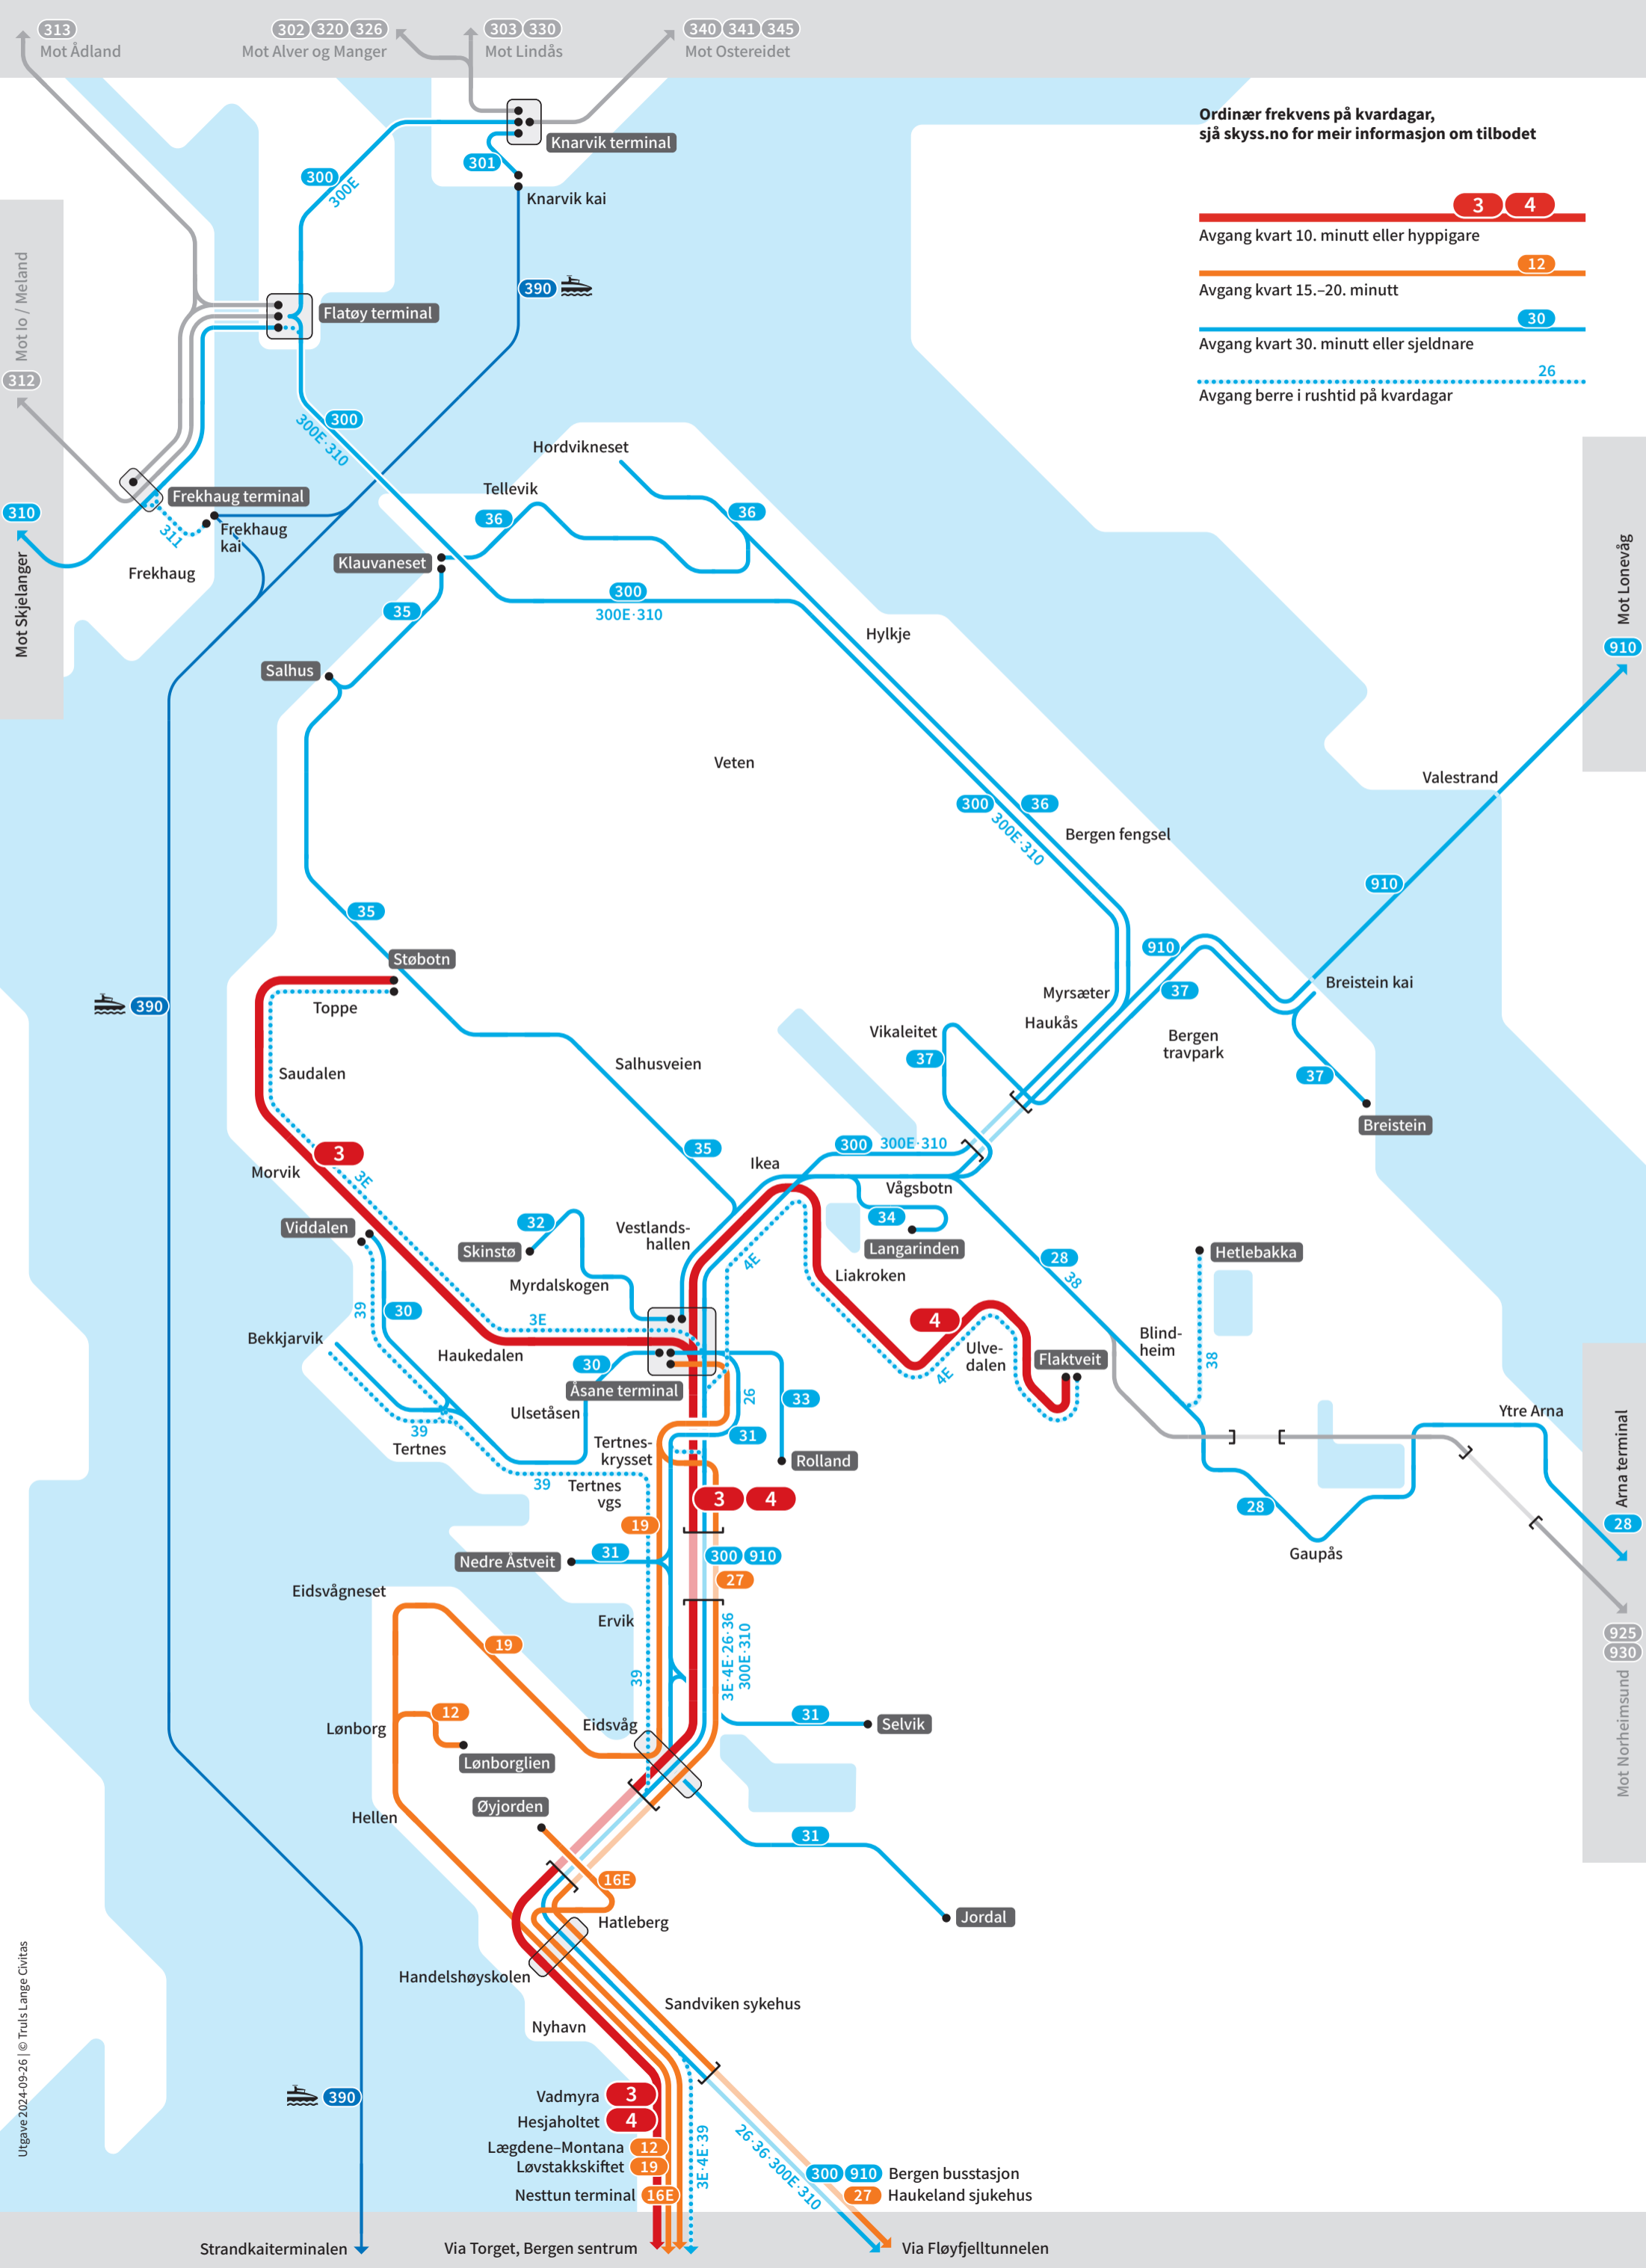 313
Mot Ådland
302 320 326
Mot Alver og Manger
303 330
Mot Lindås
340 341 345
Mot Ostereidet
Ordinær frekvens på kvardagar,
sjå skyss.no for meir informasjon om tilbodet
3 4
Avgang kvart 10. minutt eller hyppigare
12
Avgang kvart 15.–20. minutt
30
Avgang kvart 30. minutt eller sjeldnare
26
Avgang berre i rushtid på kvardagar
Knarvik terminal
301
Knarvik kai
300
300E
390
Flatøy terminal
Mot Io / Meland
312
300
300E·310
Frekhaug terminal
310
Mot Skjelanger
311
Frekhaug
kai
Frekhaug
Hordvikneset
Tellevik
36
36
Klauvaneset
35
300
300E·310
Hylkje
Salhus
Mot Lonevåg
910
Veten
Valestrand
300
36
300E·310
Bergen fengsel
910
35
Støbotn
Toppe
390
910
37
Myrsæter
Breistein kai
Haukås
Bergen
travpark
Vikaleitet
37
37
Breistein
Saudalen
Salhusveien
3
3E
Morvik
35
Ikea
300
300E·310
Vågsbotn
34
Langarinden
Viddalen
32
Skinstø
Vestlands-
hallen
Myrdalskogen
4E
Liakroken
28
38
Hetlebakka
39
30
Bekkjarvik
3E
Haukedalen
4
Ulve-
dalen
4E
Flaktveit
Blind-
heim
38
30
Åsane terminal
26
33
Ulsetåsen
39
Tertnes
31
Tertnes-
krysset
Rolland
Ytre Arna
Arna terminal
28
39
Tertnes
vgs
3 4
19
28
Gaupås
Nedre Åstveit
31
300 910
27
Eidsvågneset
Ervik
19
39
3E·4E·26·36
300E·310
925
930
Mot Norheimsund
12
Lønborg
Lønborglien
Eidsvåg
31
Selvik
Øyjorden
Hellen
31
16E
Hatleberg
Jordal
Handelshøyskolen
Sandviken sykehus
Nyhavn
390
Vadmyra 3
Hesjaholtet 4
Lægdene–Montana 12
Løvstakkskiftet 19
Nesttun terminal 16E
3E·4E·39
26·36·300E·310
300 910 Bergen busstasjon
27 Haukeland sjukehus
Strandkaiterminalen
Via Torget, Bergen sentrum
Via Fløyfjelltunnelen
Utgave 2024-09-26 | © Truls Lange Civitas